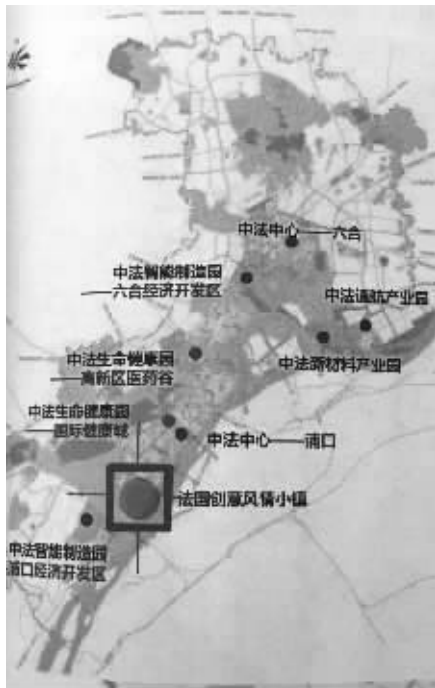 中法中心——六合
中法智能制造园
—六合经济开发区
中法通航产业园
中法生命健康园
—高新区医药谷
中法新材料产业园
中法生命健康园
—国际健康城
中法中心——浦口
法国创意风情小镇
中法智能制造园
浦口经济开发区